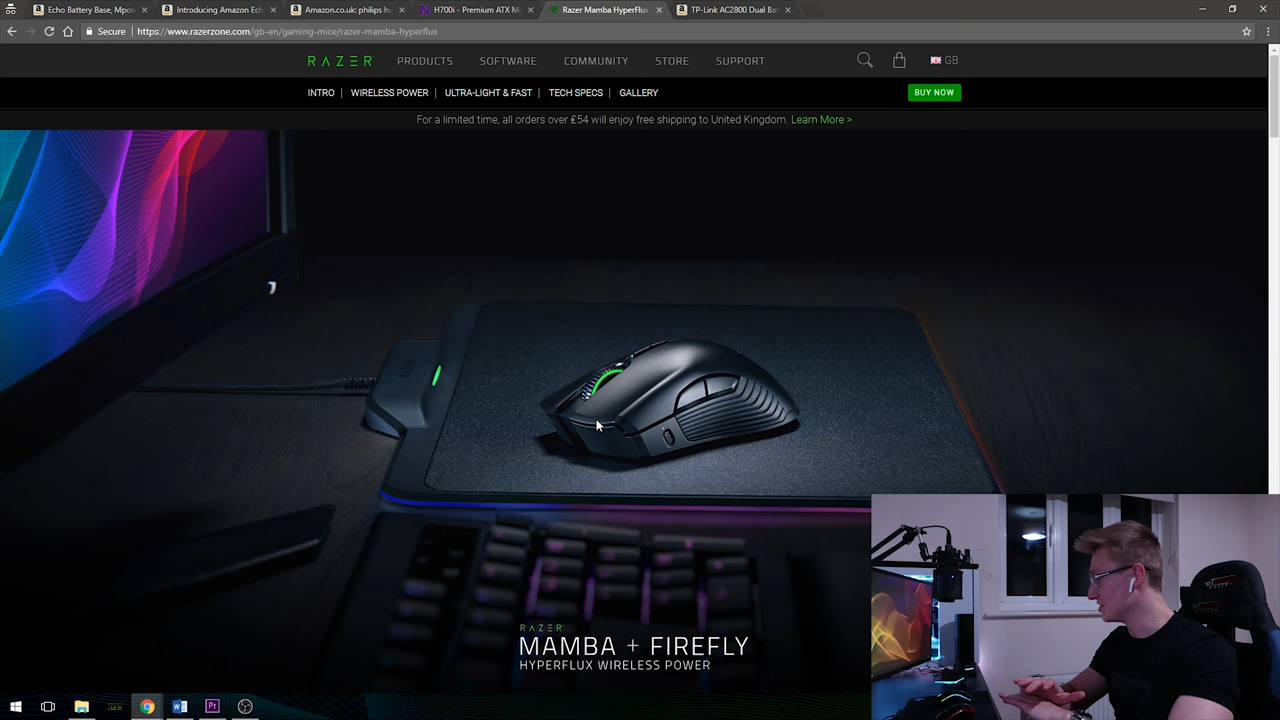 Echo Battery Base, Mpow
Introducing Amazon Ech
Amazon.co.uk: philips hu
H700i - Premium ATX M
Razer Mamba HyperFlux
TP-Link AC2800 Dual Ba
Secure | https://www.razerzone.com/gb-en/gaming-mice/razer-mamba-hyperflux
RAZER PRODUCTS SOFTWARE COMMUNITY STORE SUPPORT GB
INTRO | WIRELESS POWER | ULTRA-LIGHT & FAST | TECH SPECS | GALLERY BUY NOW
For a limited time, all orders over £54 will enjoy free shipping to United Kingdom. Learn More >
RAZER
MAMBA + FIREFLY
HYPERFLUX WIRELESS POWER
W Pr